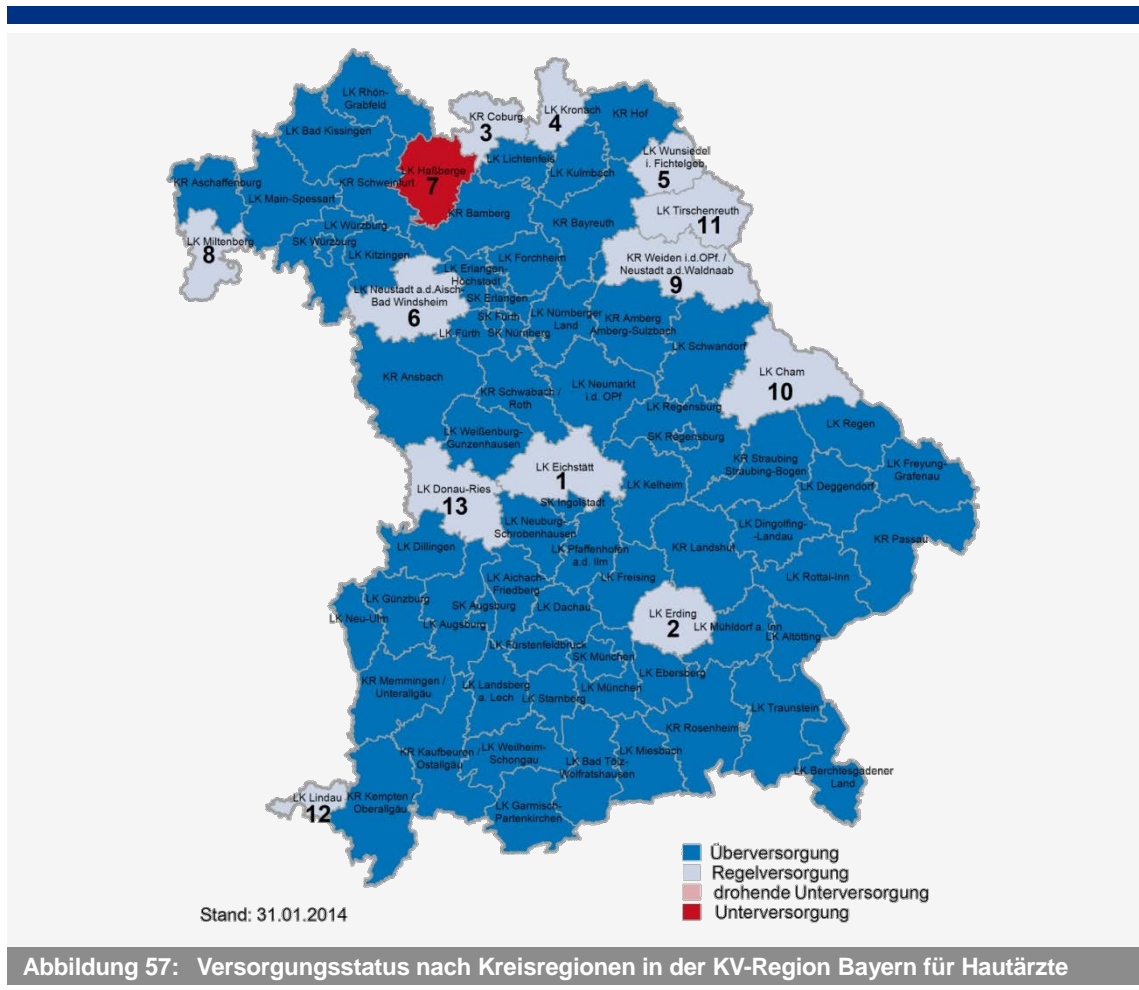 LK Rhön-
Grabfeld
LK Bad Kissingen
KR Coburg
3
LK Kronach
4
KR Hof
LK Lichtenfels
LK Kulmbach
LK Wunsiedel
i. Fichtelgeb.
5
KR Aschaffenburg
LK Main-Spessart
KR Schweinfurt
LK Haßberge
7
KR Bamberg
KR Bayreuth
LK Tirschenreuth
11
LK Miltenberg
8
LK Würzburg
SK Würzburg
LK Kitzingen
LK Forchheim
LK Erlangen-
Höchstadt
SK Erlangen
KR Weiden i.d.OPf. /
Neustadt a.d.Waldnaab
9
LK Neustadt a.d.Aisch-
Bad Windsheim
6
SK Fürth
LK Fürth
SK Nürnberg
LK Nürnberger
Land
KR Amberg
Amberg-Sulzbach
LK Schwandorf
KR Ansbach
KR Schwabach /
Roth
LK Neumarkt
i.d. OPf
LK Cham
10
LK Weißenburg-
Gunzenhausen
LK Regensburg
SK Regensburg
LK Regen
KR Straubing
Straubing-Bogen
LK Freyung-
Grafenau
LK Deggendorf
LK Eichstätt
1
SK Ingolstadt
LK Kelheim
LK Donau-Ries
13
LK Neuburg-
Schrobenhausen
LK Dingolfing-
-Landau
KR Passau
LK Dillingen
LK Pfaffenhofen
a.d. Ilm
KR Landshut
LK Rottal-Inn
LK Aichach-
Friedberg
LK Freising
LK Günzburg
LK Neu-Ulm
SK Augsburg
LK Augsburg
LK Dachau
LK Erding
2
LK Mühldorf a. Inn
LK Altötting
LK Fürstenfeldbruck
SK München
LK München
LK Ebersberg
KR Memmingen /
Unterallgäu
LK Landsberg
a. Lech
LK Starnberg
LK Traunstein
KR Rosenheim
KR Kaufbeuren /
Ostallgäu
LK Weilheim-
Schongau
LK Bad Tölz-
Wolfratshausen
LK Miesbach
LK Berchtesgadener
Land
LK Lindau
12
KR Kempten /
Oberallgäu
LK Garmisch-
Partenkirchen
Überversorgung
Regelversorgung
drohende Unterversorgung
Unterversorgung
Stand: 31.01.2014
Abbildung 57: Versorgungsstatus nach Kreisregionen in der KV-Region Bayern für Hautärzte